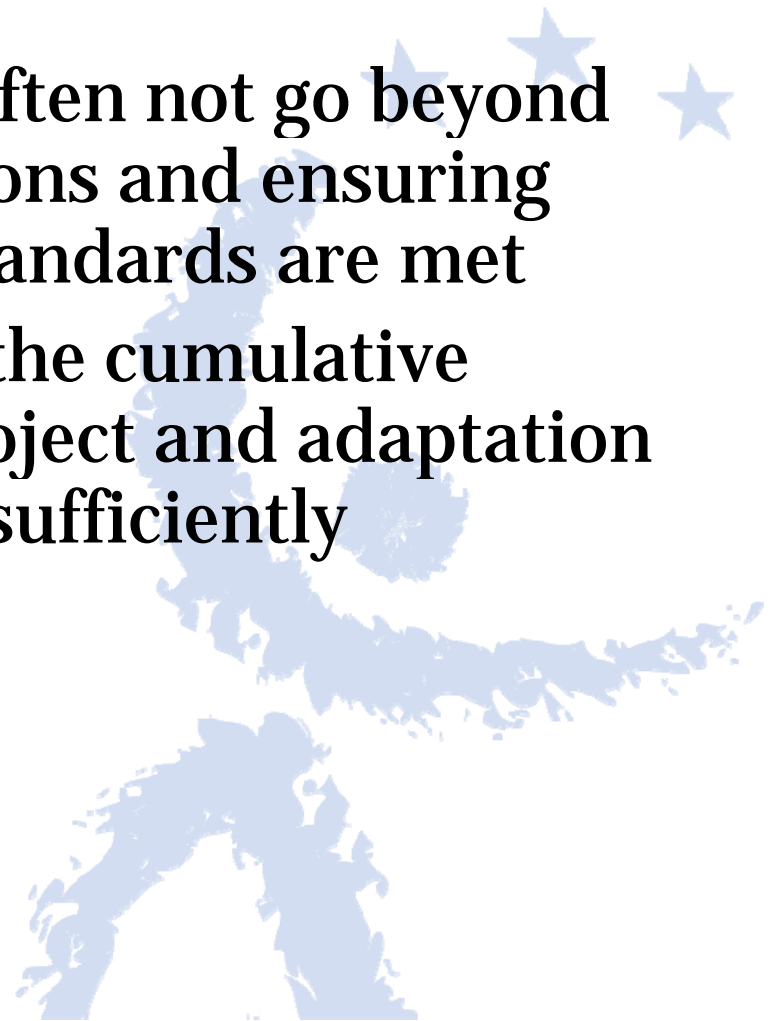 ften not go beyond
ons and ensuring
andards are met
the cumulative
oject and adaptation
sufficiently